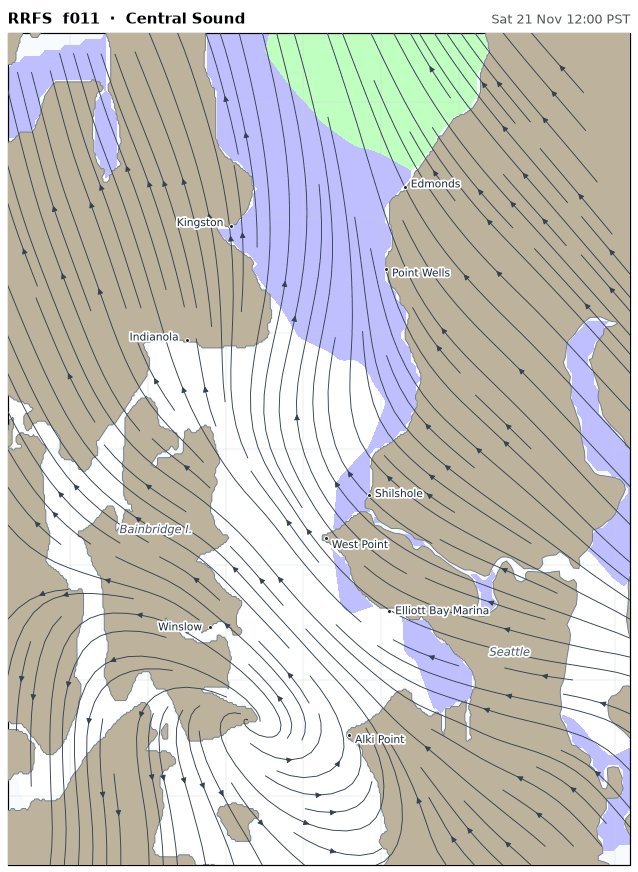 RRFS f011 · Central Sound
Sat 21 Nov 12:00 PST
Edmonds
Kingston
Point Wells
Indianola
Shilshole
Bainbridge I.
West Point
Elliott Bay Marina
Winslow
Seattle
Alki Point